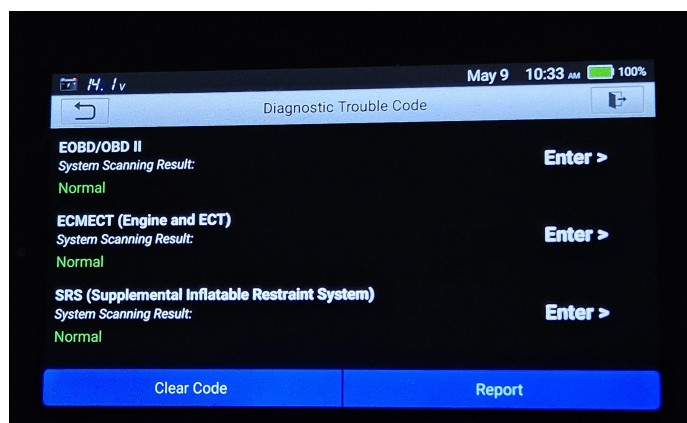 14.1v
May 9 10:33 AM 100%
Diagnostic Trouble Code
EOBD/OBD II
System Scanning Result:
Enter >
Normal
ECMECT (Engine and ECT)
System Scanning Result:
Enter >
Normal
SRS (Supplemental Inflatable Restraint System)
System Scanning Result:
Enter >
Normal
Clear Code
Report